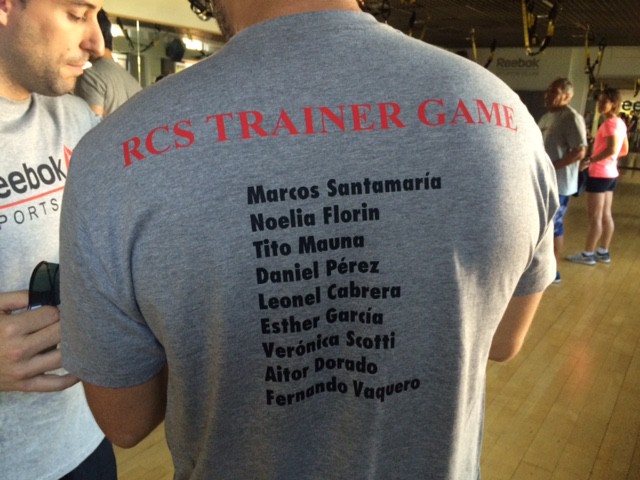 RCS TRAINER GAME
Marcos Santamaría
Noelia Florin
Tito Mauna
Daniel Pérez
Leonel Cabrera
Esther García
Verónica Scotti
Aitor Dorado
Fernando Vaquero
eebok
PORTS
Reebok